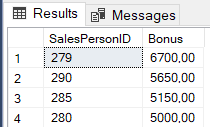 Results Messages
SalesPersonID Bonus
1 279 6700,00
2 290 5650,00
3 285 5150,00
4 280 5000,00